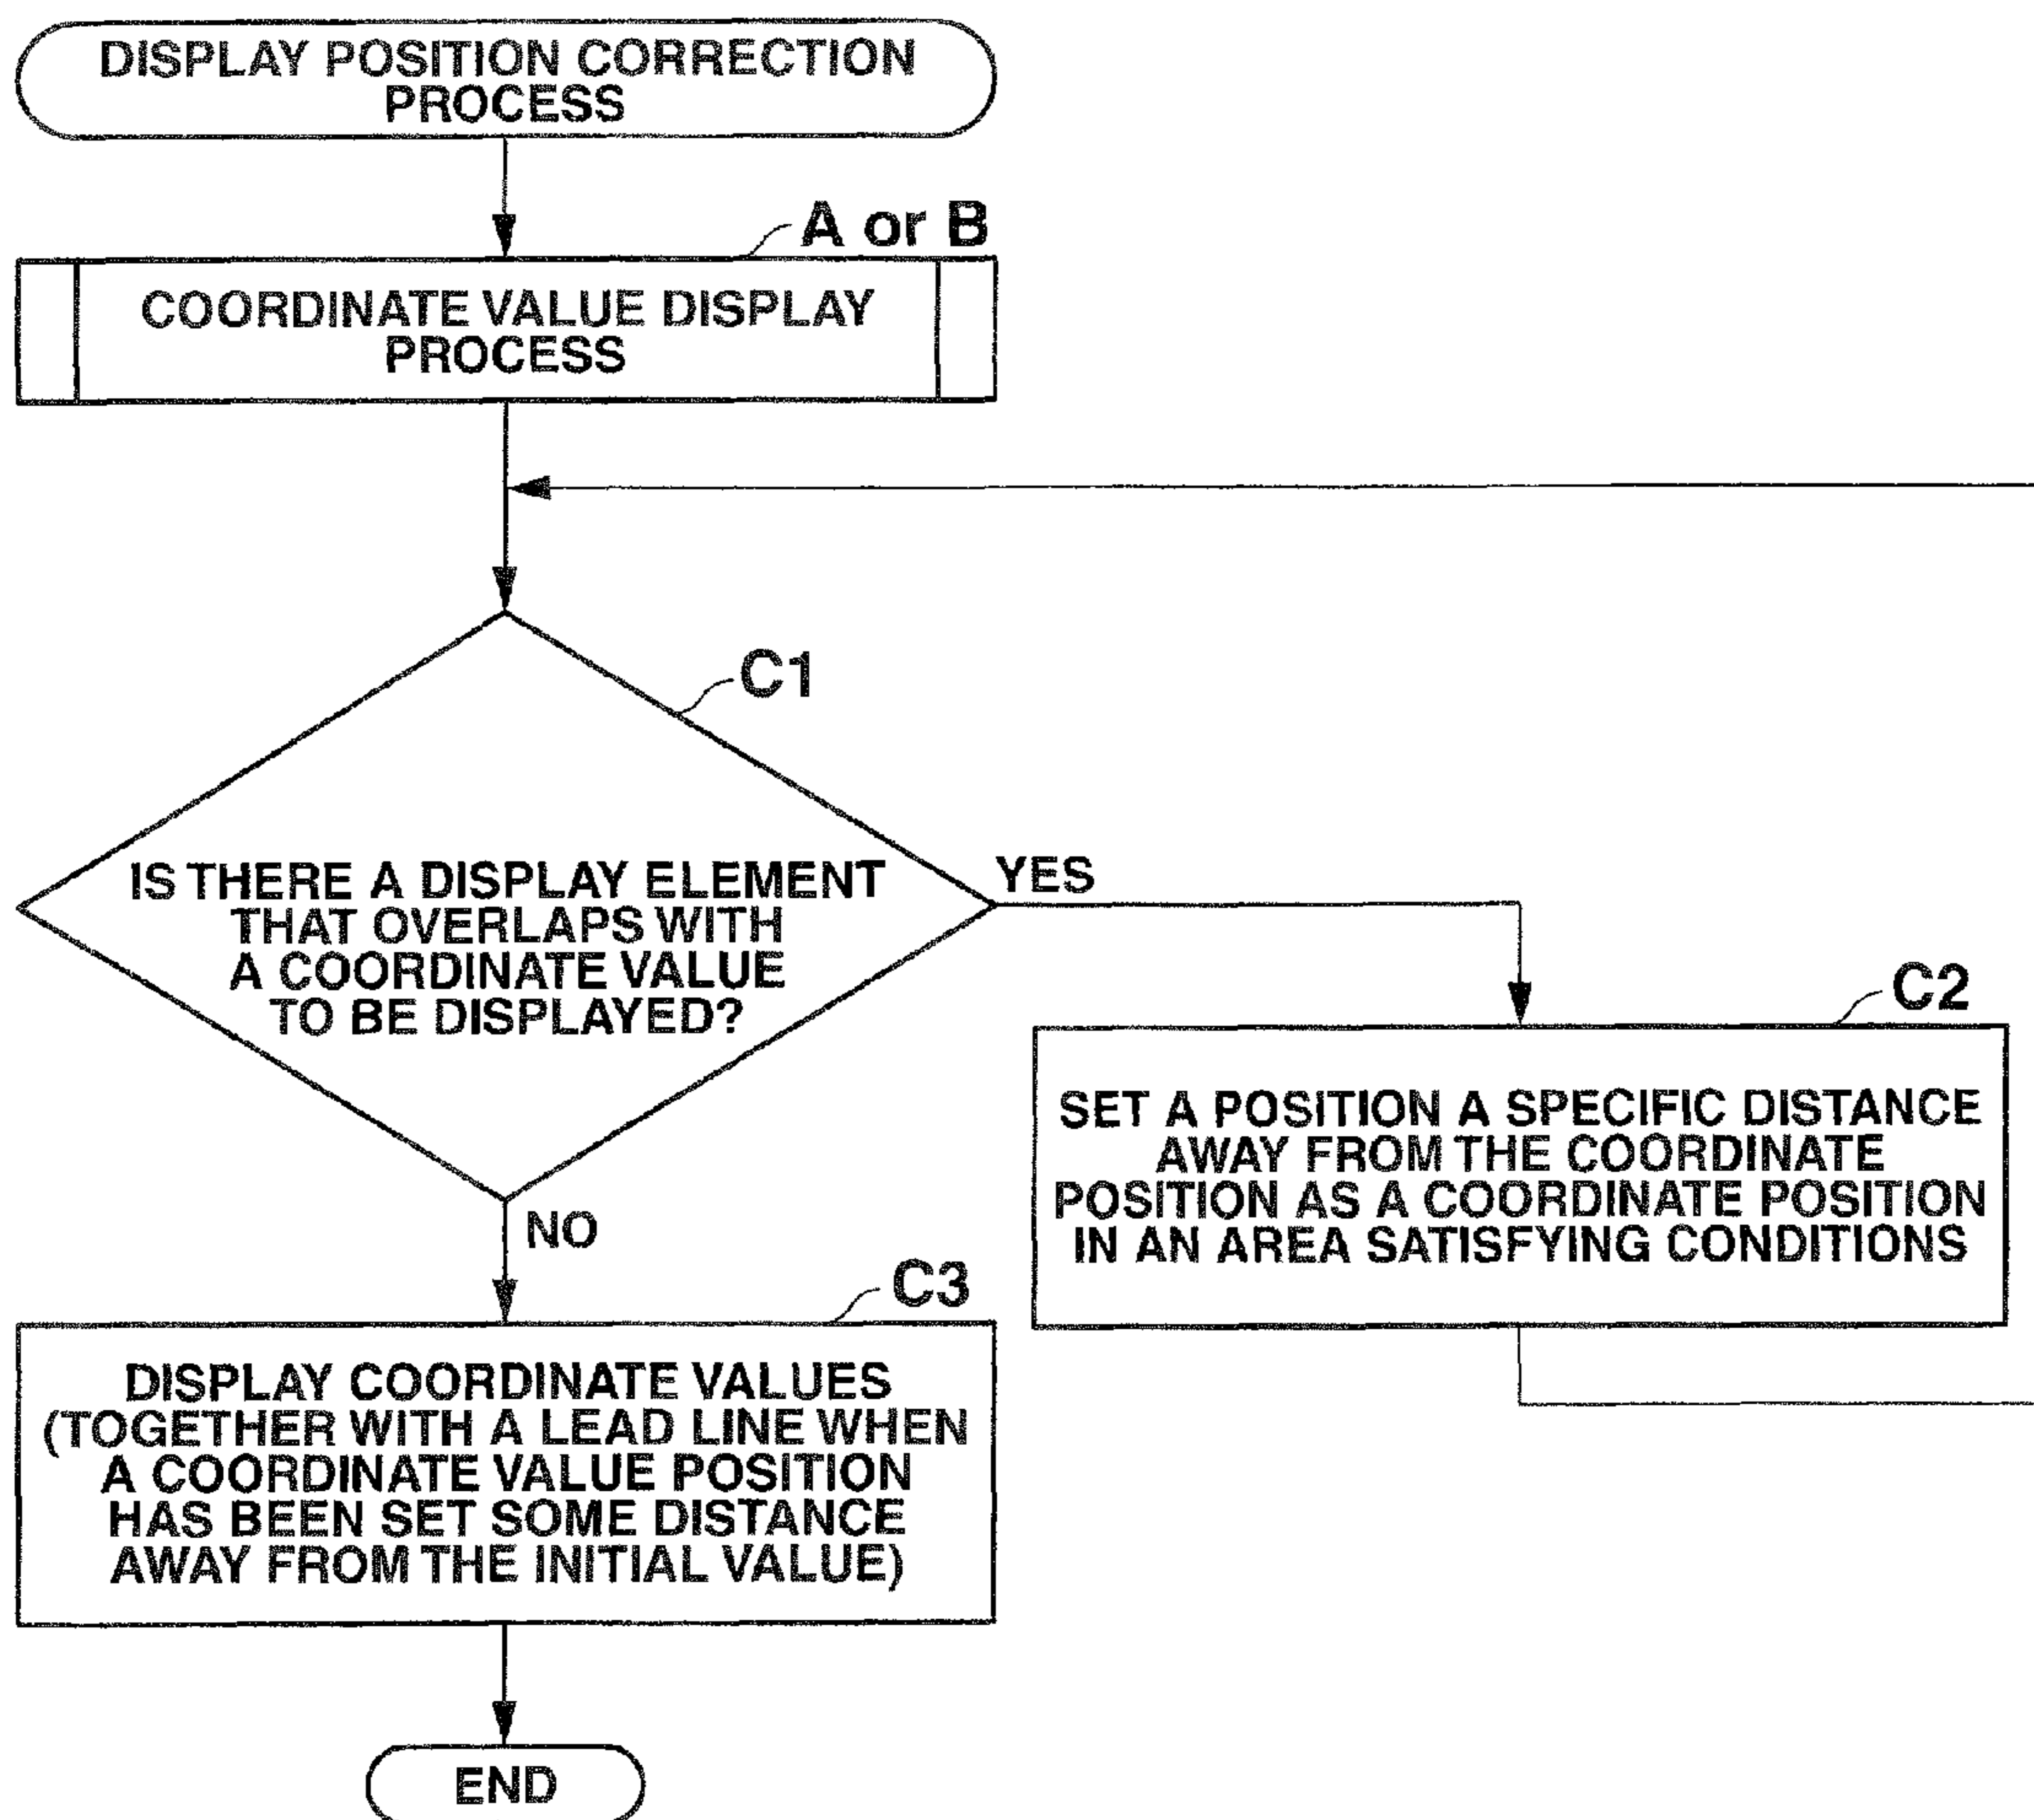 DISPLAY POSITION CORRECTION
PROCESS
A or B
COORDINATE VALUE DISPLAY
PROCESS
C1
IS THERE A DISPLAY ELEMENT
THAT OVERLAPS WITH
A COORDINATE VALUE
TO BE DISPLAYED?
YES
C2
SET A POSITION A SPECIFIC DISTANCE
AWAY FROM THE COORDINATE
POSITION AS A COORDINATE POSITION
IN AN AREA SATISFYING CONDITIONS
NO
C3
DISPLAY COORDINATE VALUES
(TOGETHER WITH A LEAD LINE WHEN
A COORDINATE VALUE POSITION
HAS BEEN SET SOME DISTANCE
AWAY FROM THE INITIAL VALUE)
END